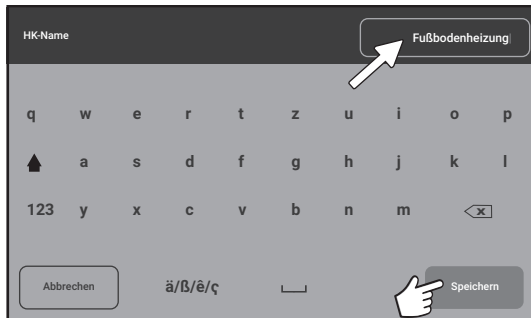 HK-Name Fußbodenheizung
q w e r t z u i o p
a s d f g h j k l
123 y x c v b n m x
Abbrechen ä/ß/ê/ç Speichern